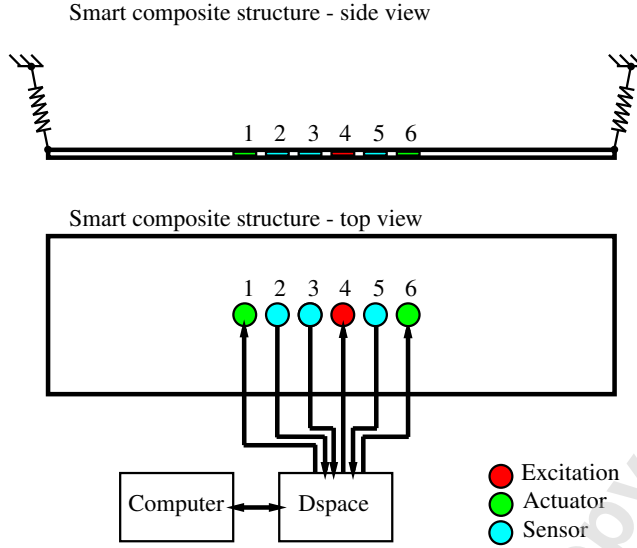 Smart composite structure - side view
1 2 3 4 5 6
Smart composite structure - top view
1 2 3 4 5 6
Computer
Dspace
Excitation
Actuator
Sensor